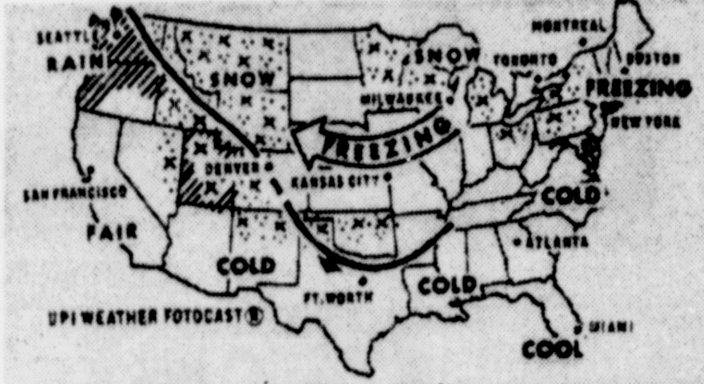 SEATTLE
RAIN
SNOW
SNOW
MONTREAL
TORONTO
BOSTON
FREEZING
MILWAUKEE
NEW YORK
FREEZING
DENVER
KANSAS CITY
SAN FRANCISCO
COLD
FAIR
ATLANTA
COLD
FT. WORTH
COLD
UPI WEATHER FOTOCAST ®
MIAMI
COOL